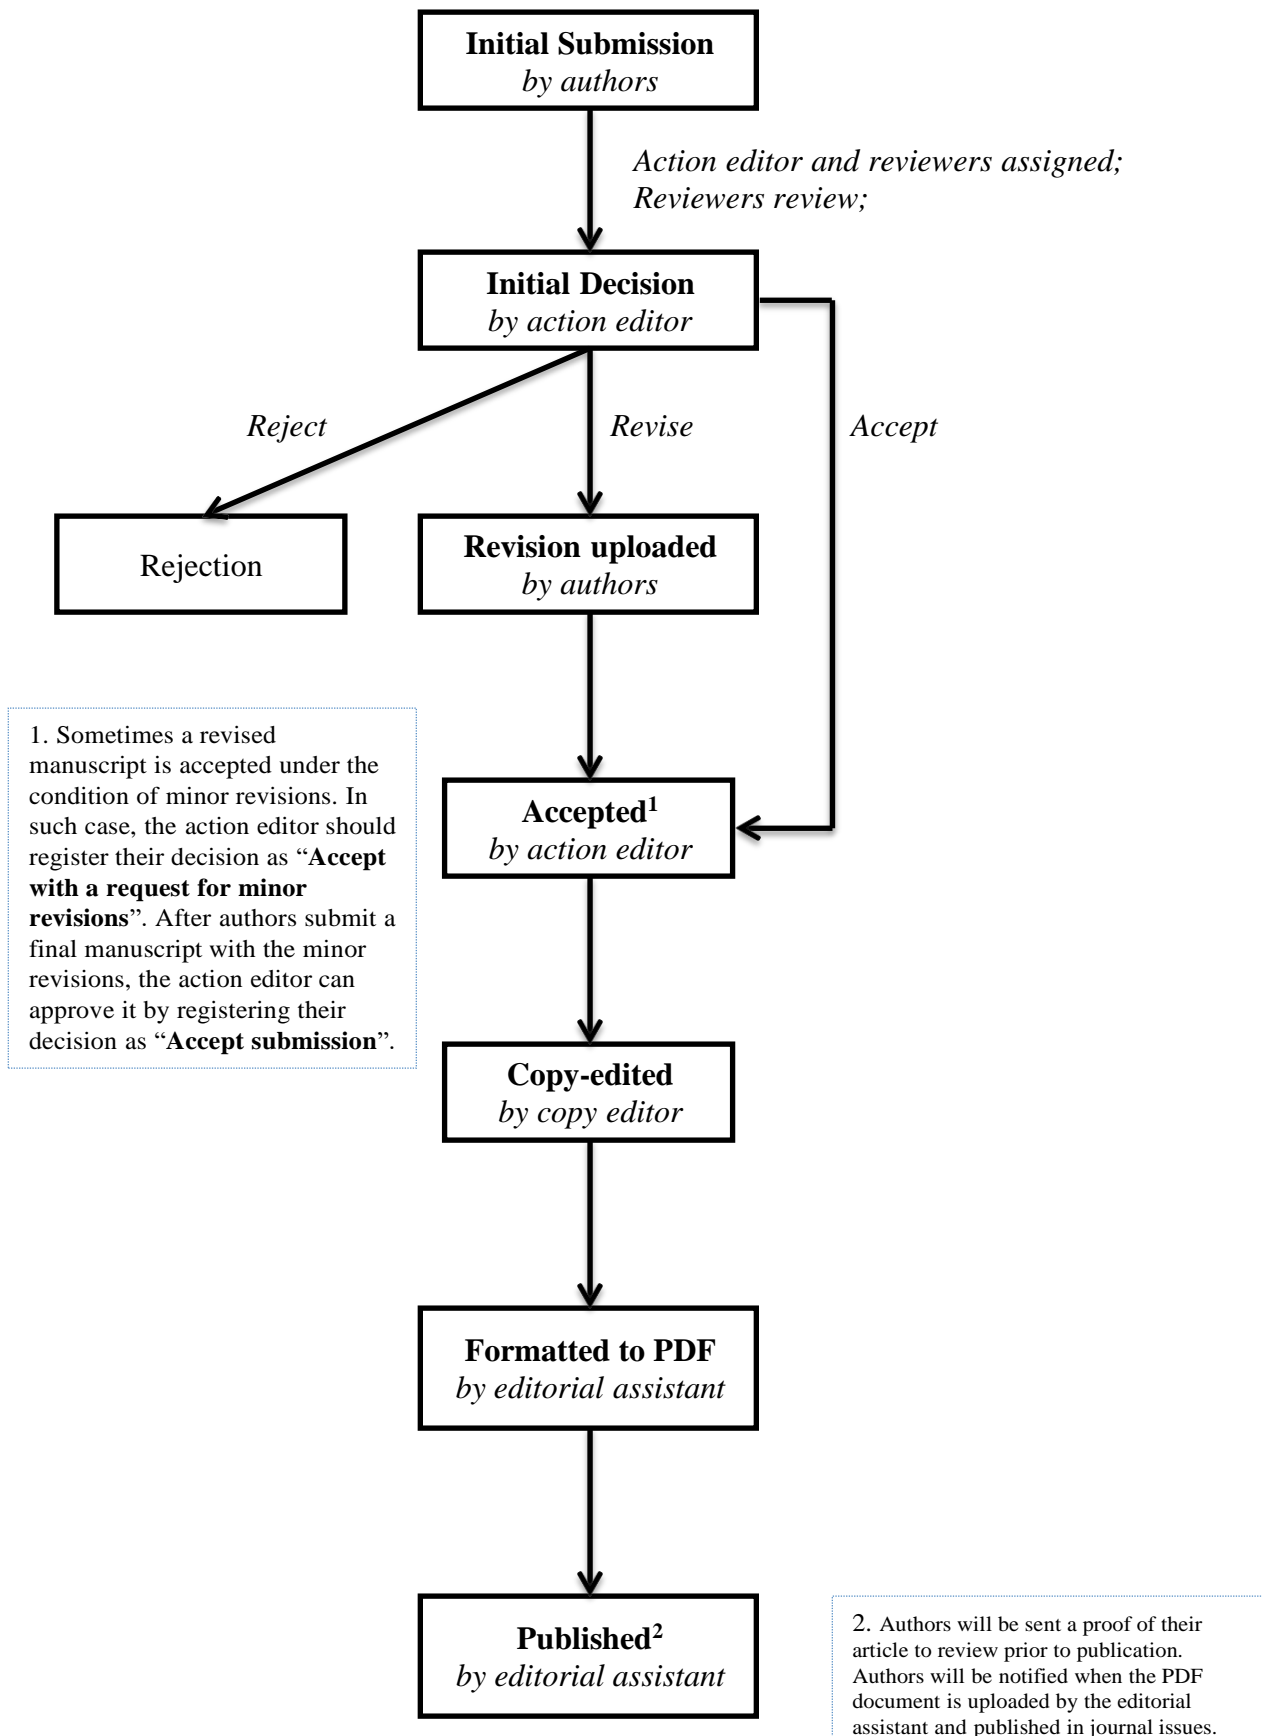 Initial Submission
by authors
Action editor and reviewers assigned;
Reviewers review;
Initial Decision
by action editor
Reject
Revise
Accept
Rejection
Revision uploaded
by authors
1. Sometimes a revised
manuscript is accepted under the
condition of minor revisions. In
such case, the action editor should
register their decision as “Accept
with a request for minor
revisions”. After authors submit a
final manuscript with the minor
revisions, the action editor can
approve it by registering their
decision as “Accept submission”.
Accepted¹
by action editor
Copy-edited
by copy editor
Formatted to PDF
by editorial assistant
Published²
by editorial assistant
2. Authors will be sent a proof of their
article to review prior to publication.
Authors will be notified when the PDF
document is uploaded by the editorial
assistant and published in journal issues.